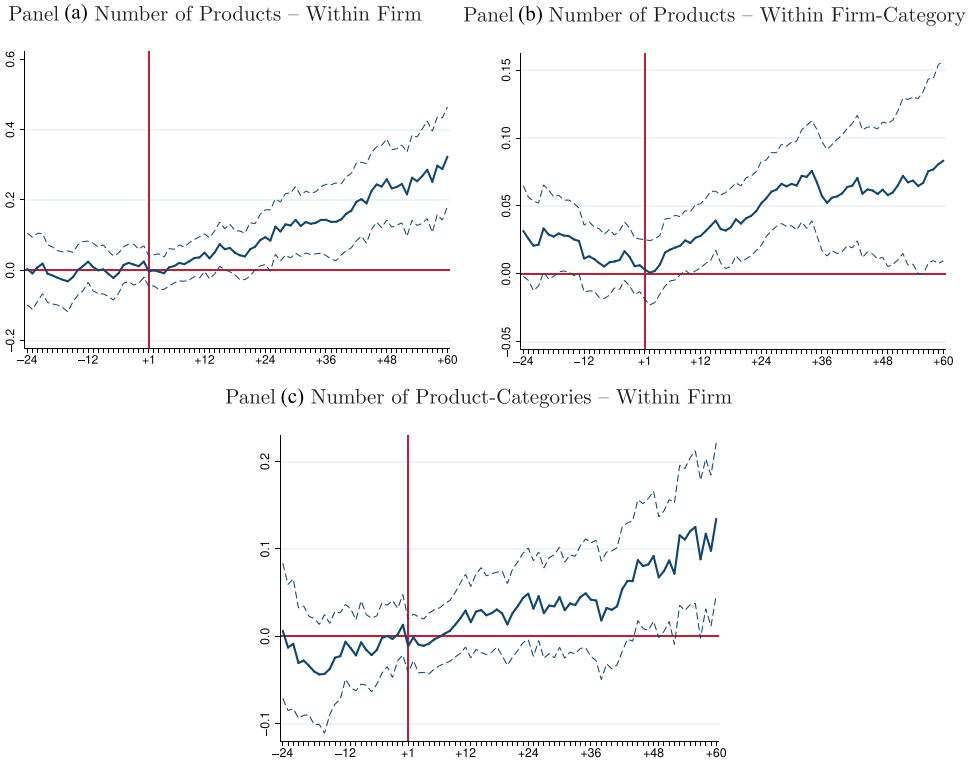 Panel (a) Number of Products – Within Firm
Panel (b) Number of Products – Within Firm-Category
0.6
0.4
0.2
0.0
−0.2
−24 −12 +1 +12 +24 +36 +48 +60
0.15
0.10
0.05
0.00
−0.05
−24 −12 +1 +12 +24 +36 +48 +60
Panel (c) Number of Product-Categories – Within Firm
0.2
0.1
0.0
−0.1
−24 −12 +1 +12 +24 +36 +48 +60